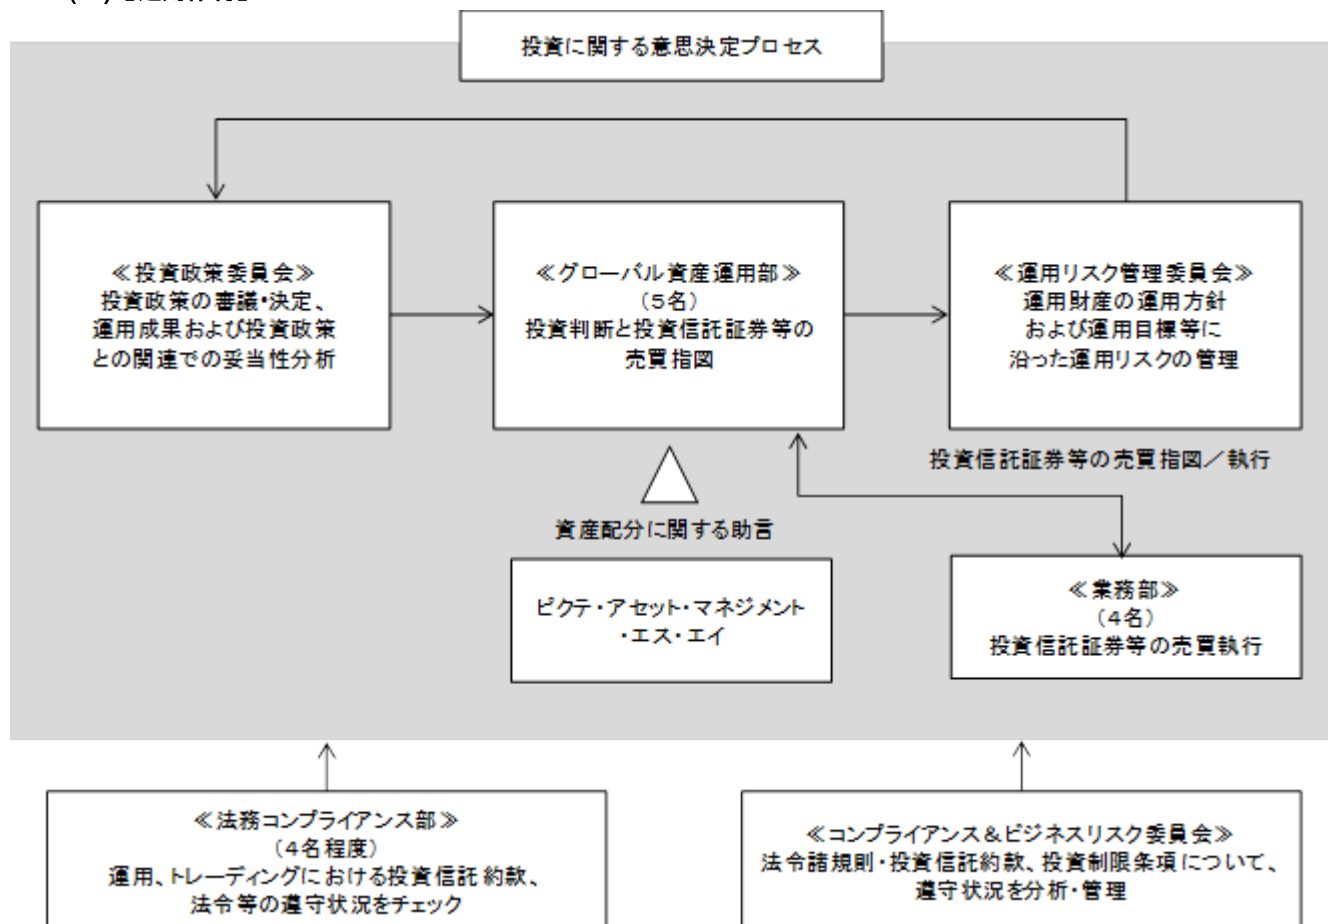 投資に関する意思決定プロセス
≪投資政策委員会≫
投資政策の審議・決定、
運用成果および投資政策
との関連での妥当性分析
≪グローバル資産運用部≫
(5名)
投資判断と投資信託証券等の
売買指図
≪運用リスク管理委員会≫
運用財産の運用方針
および運用目標等に
沿った運用リスクの管理
投資信託証券等の売買指図/執行
資産配分に関する助言
ピクテ・アセット・マネジメント
・エス・エイ
≪業務部≫
(4名)
投資信託証券等の売買執行
≪法務コンプライアンス部≫
(4名程度)
運用、トレーディングにおける投資信託約款、
法令等の遵守状況をチェック
≪コンプライアンス&ビジネスリスク委員会≫
法令諸規則・投資信託約款、投資制限条項について、
遵守状況を分析・管理